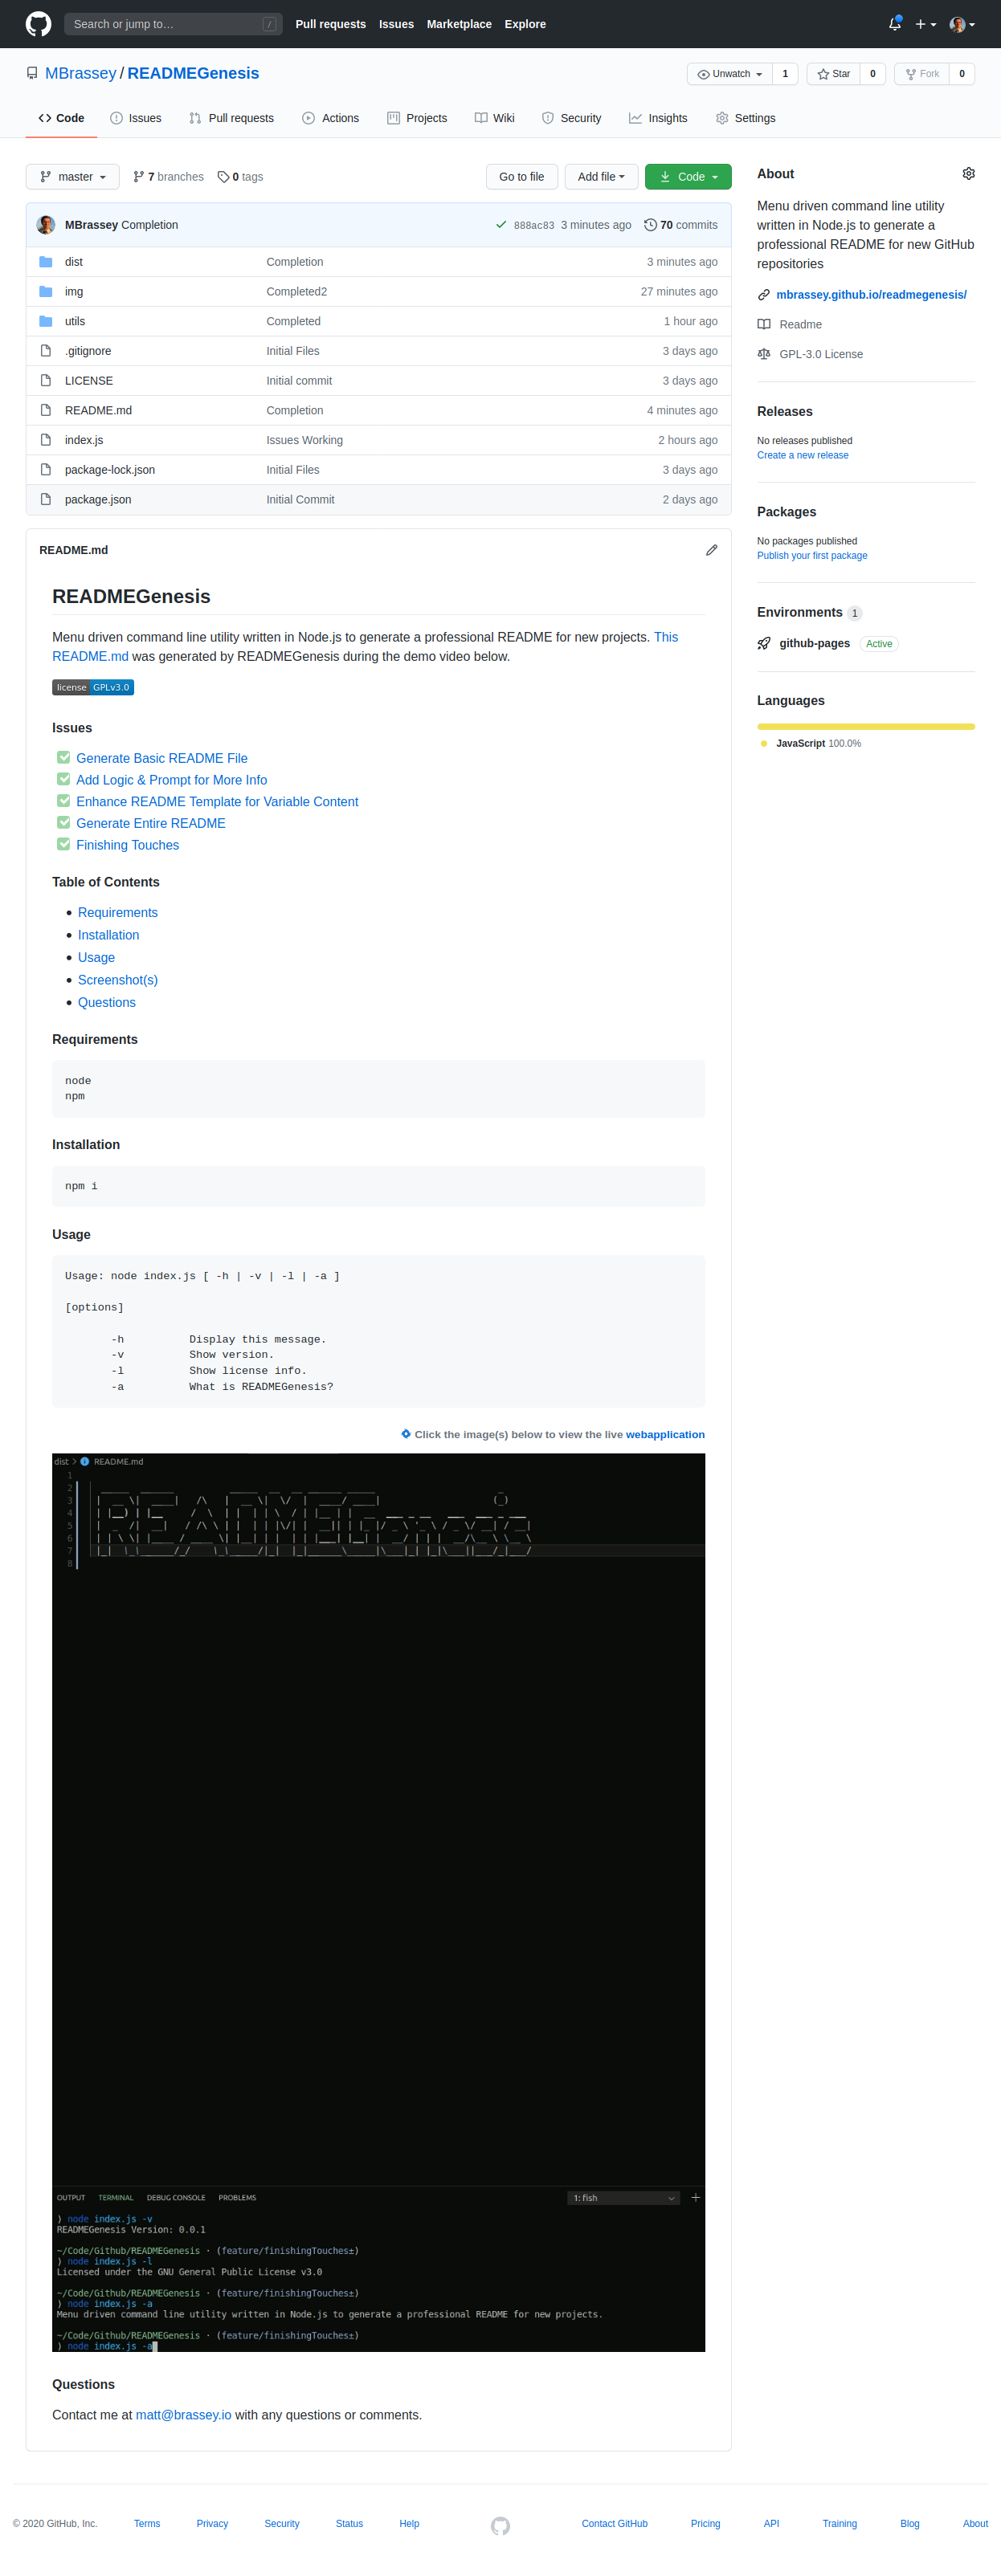 Search or jump to…
/
Pull requests Issues Marketplace Explore
MBrassey / READMEGenesis
Unwatch 1 Star 0 Fork 0
Code Issues Pull requests Actions Projects Wiki Security Insights Settings
master 7 branches 0 tags Go to file Add file Code
MBrassey Completion 888ac83 3 minutes ago 70 commits
dist Completion 3 minutes ago
img Completed2 27 minutes ago
utils Completed 1 hour ago
.gitignore Initial Files 3 days ago
LICENSE Initial commit 3 days ago
README.md Completion 4 minutes ago
index.js Issues Working 2 hours ago
package-lock.json Initial Files 3 days ago
package.json Initial Commit 2 days ago
About
Menu driven command line utility
written in Node.js to generate a
professional README for new GitHub
repositories
mbrassey.github.io/readmegenesis/
Readme
GPL-3.0 License
Releases
No releases published
Create a new release
Packages
No packages published
Publish your first package
Environments 1
github-pages Active
Languages
JavaScript 100.0%
README.md
READMEGenesis
Menu driven command line utility written in Node.js to generate a professional README for new projects. This
README.md was generated by READMEGenesis during the demo video below.
license GPLv3.0
Issues
Generate Basic README File
Add Logic & Prompt for More Info
Enhance README Template for Variable Content
Generate Entire README
Finishing Touches
Table of Contents
Requirements
Installation
Usage
Screenshot(s)
Questions
Requirements
node
npm
Installation
npm i
Usage
Usage: node index.js [ -h | -v | -l | -a ]
[options]
-h Display this message.
-v Show version.
-l Show license info.
-a What is READMEGenesis?
Click the image(s) below to view the live webapplication
dist > README.md
1
2
3
4
5
6
7
8
READMEGenesis
OUTPUT TERMINAL DEBUG CONSOLE PROBLEMS 1: fish
) node index.js -v
READMEGenesis Version: 0.0.1
~/Code/Github/READMEGenesis · (feature/finishingTouches±)
) node index.js -l
Licensed under the GNU General Public License v3.0
~/Code/Github/READMEGenesis · (feature/finishingTouches±)
) node index.js -a
Menu driven command line utility written in Node.js to generate a professional README for new projects.
~/Code/Github/READMEGenesis · (feature/finishingTouches±)
) node index.js -a
Questions
Contact me at matt@brassey.io with any questions or comments.
© 2020 GitHub, Inc. Terms Privacy Security Status Help Contact GitHub Pricing API Training Blog About